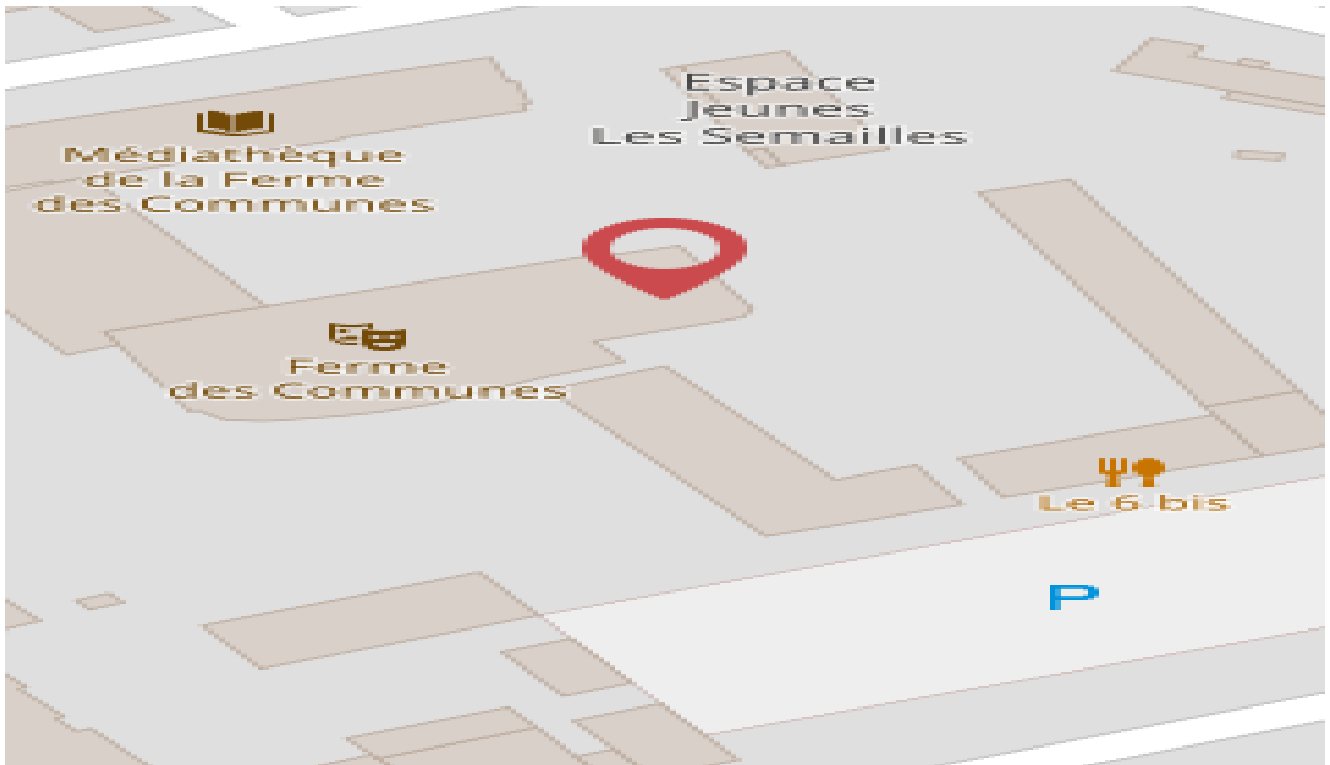 Espace
Jeunes
Les Semailles
Médiathèque
de la Ferme
des Communes
Ferme
des Communes
Le 6 bis
P